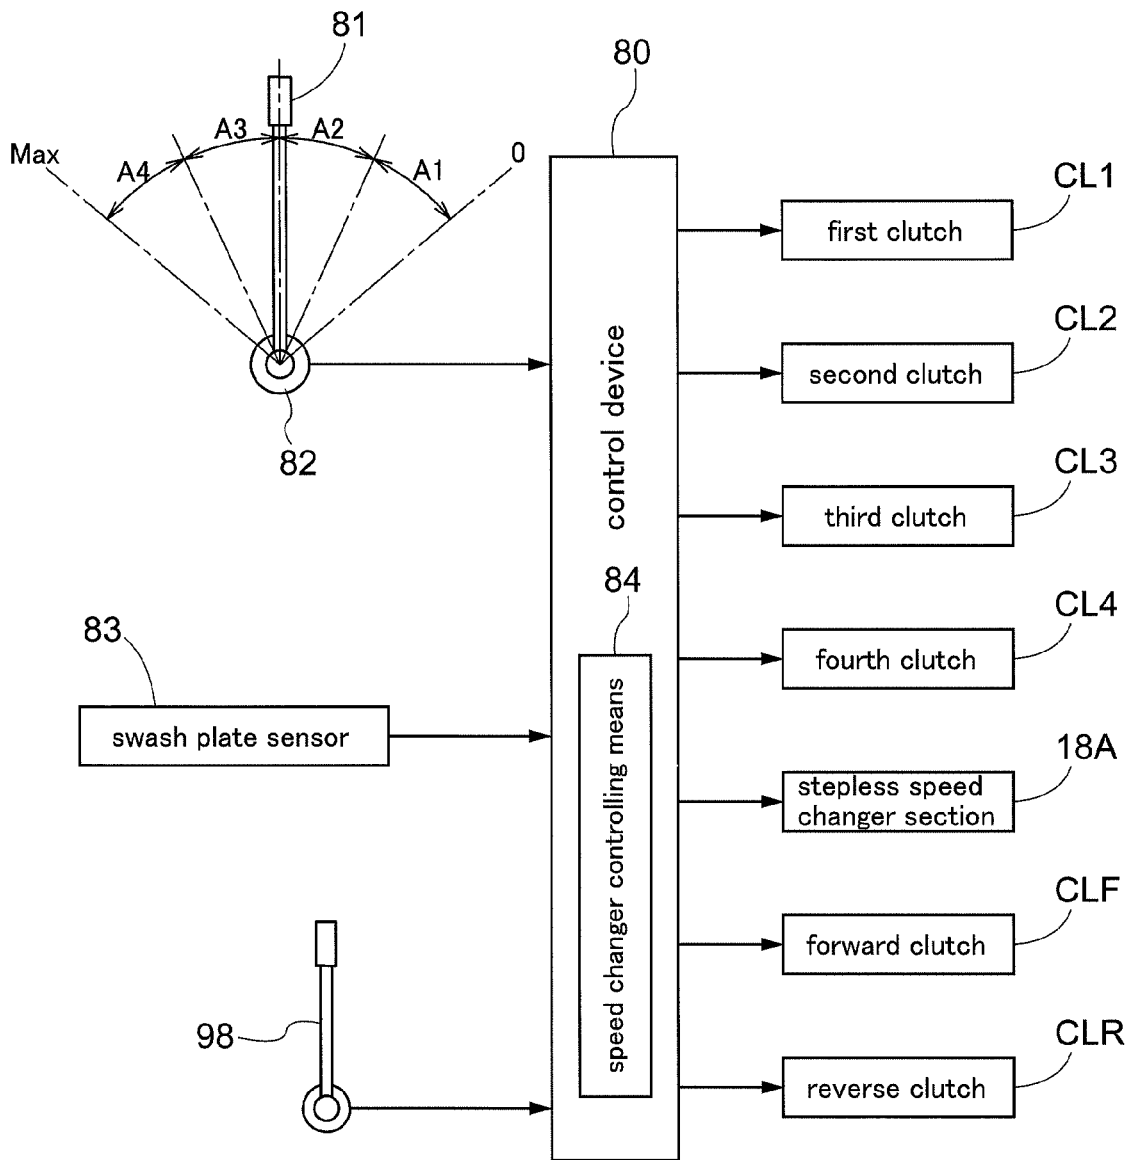 81
80
A3
A2
Max
A4
A1
0
CL1
first clutch
CL2
second clutch
82
control device
CL3
third clutch
84
CL4
fourth clutch
83
swash plate sensor
speed changer controlling means
18A
stepless speed
changer section
CLF
forward clutch
98
CLR
reverse clutch